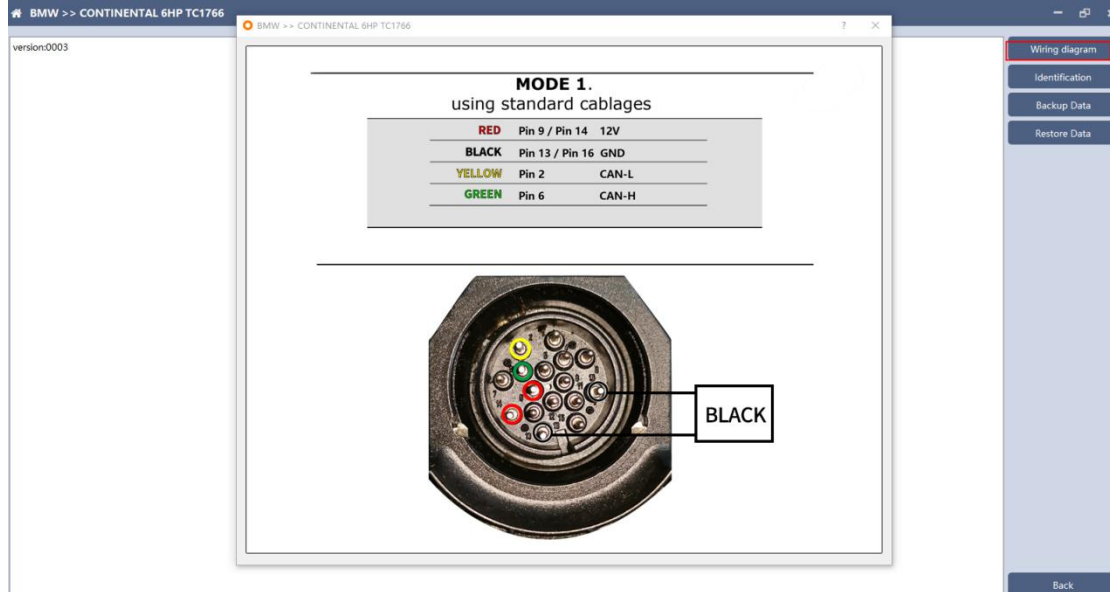 BMW >> CONTINENTAL 6HP TC1766
BMW >> CONTINENTAL 6HP TC1766
version:0003
MODE 1.
using standard cablages
RED Pin 9 / Pin 14 12V
BLACK Pin 13 / Pin 16 GND
YELLOW Pin 2 CAN-L
GREEN Pin 6 CAN-H
BLACK
Wiring diagram
Identification
Backup Data
Restore Data
Back